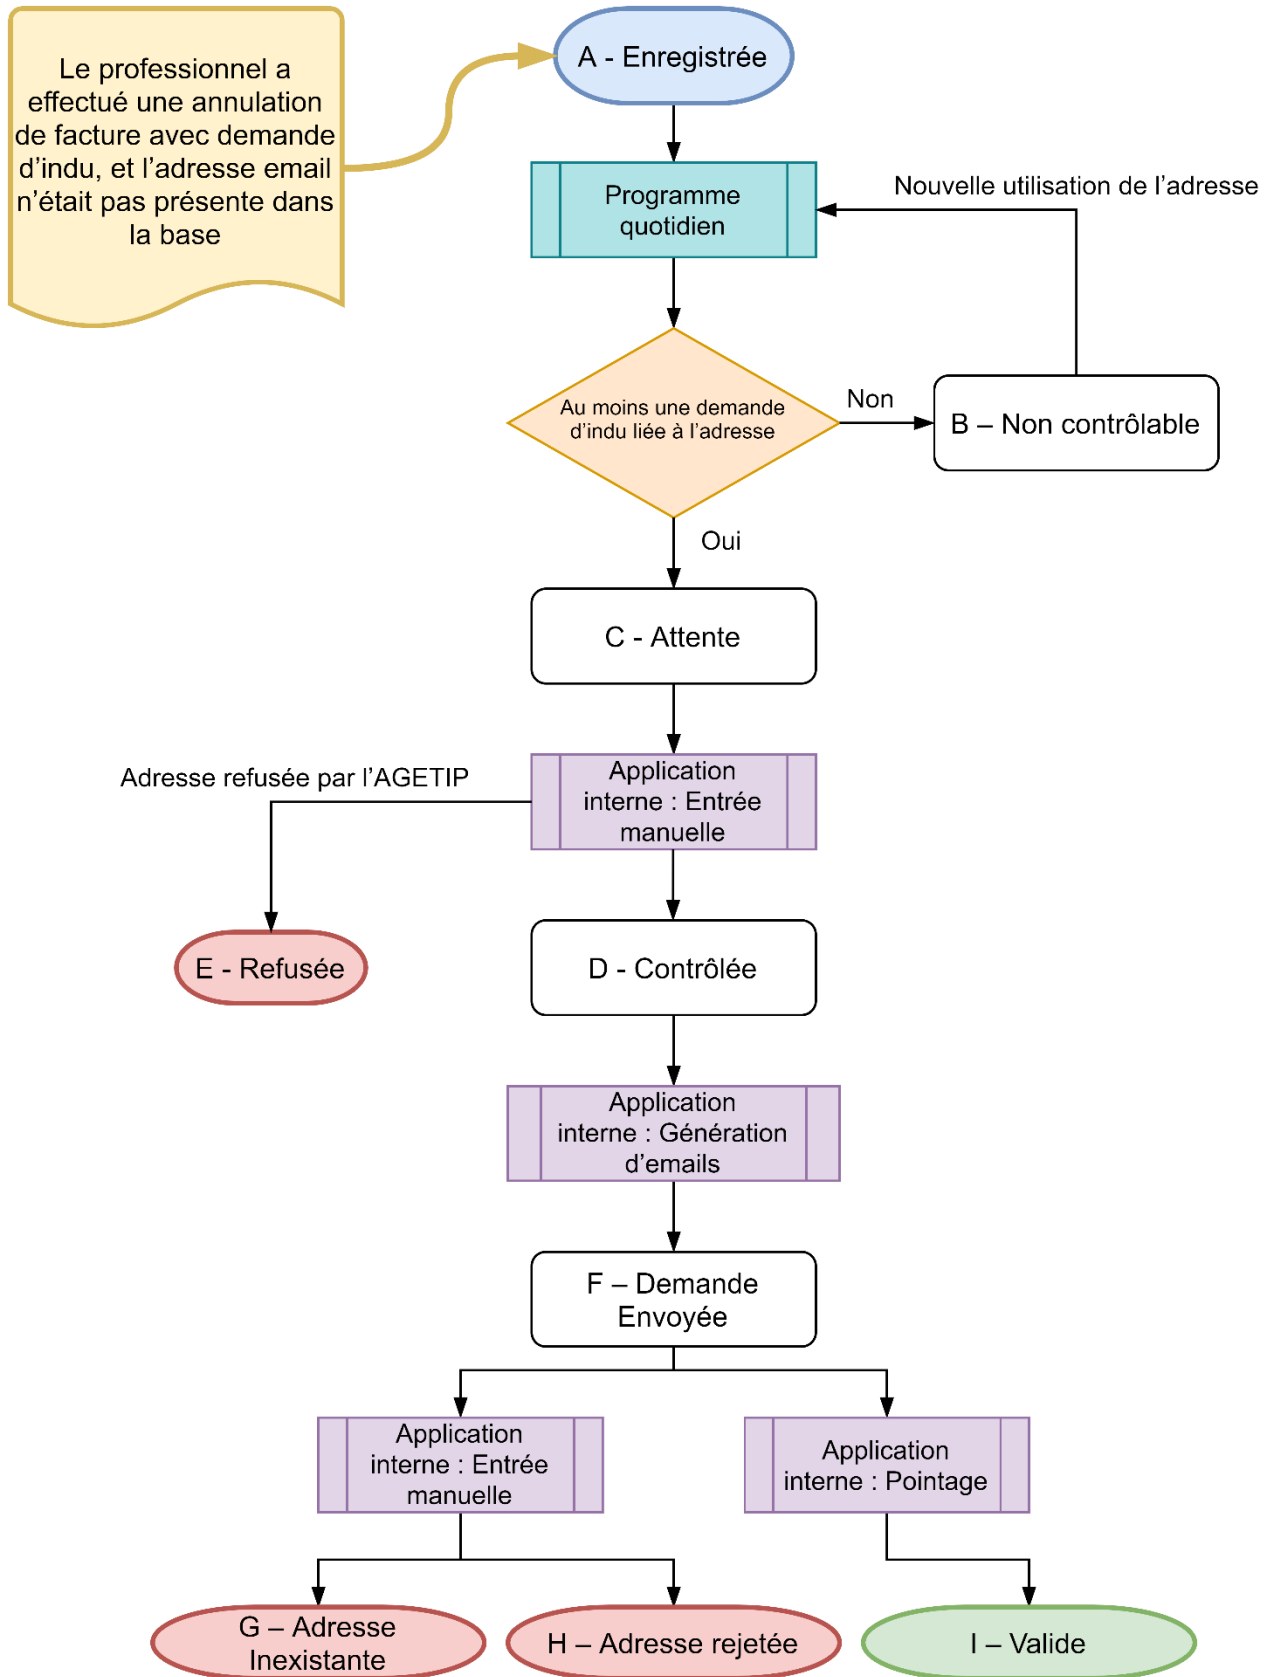 Le professionnel a
effectué une annulation
de facture avec demande
d'indu, et l'adresse email
n'était pas présente dans
la base
A - Enregistrée
Programme
quotidien
Nouvelle utilisation de l'adresse
Au moins une demande
d'indu liée à l'adresse
Non
B – Non contrôlable
Oui
C - Attente
Adresse refusée par l'AGETIP
Application
interne : Entrée
manuelle
E - Refusée
D - Contrôlée
Application
interne : Génération
d'emails
F – Demande
Envoyée
Application
interne : Entrée
manuelle
Application
interne : Pointage
G – Adresse
Inexistante
H – Adresse rejetée
I – Valide